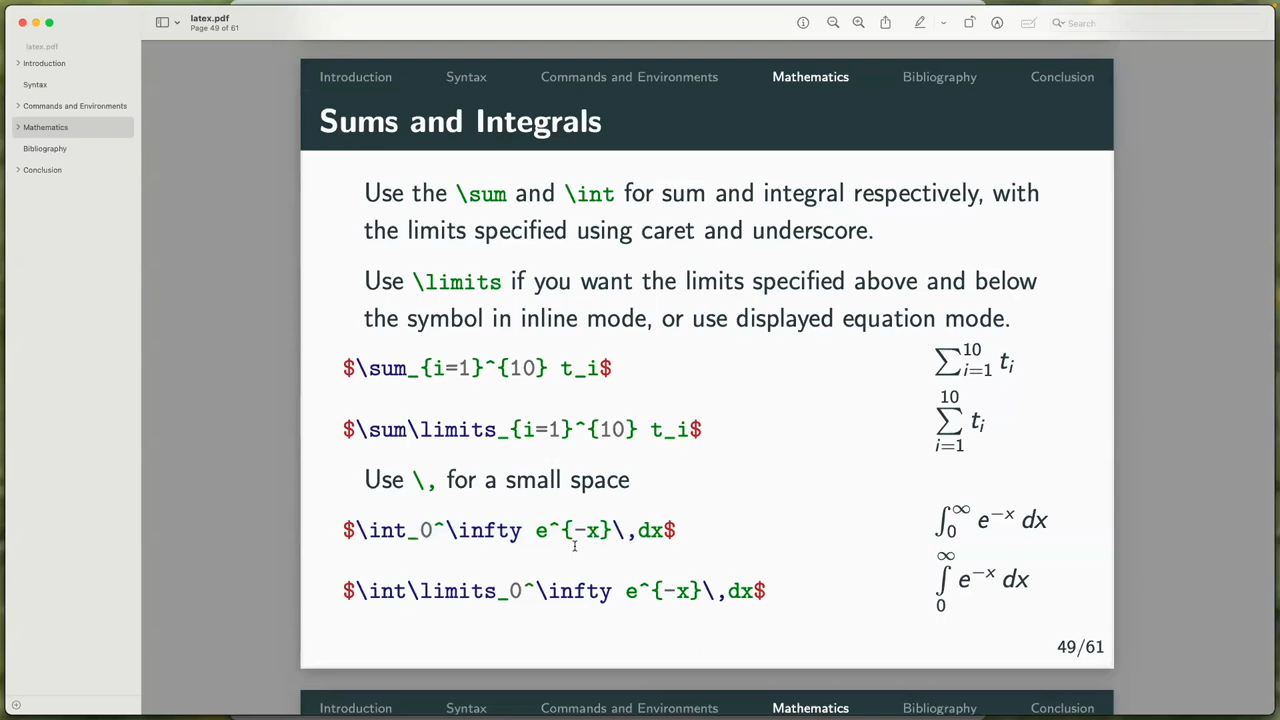 latex.pdf
Page 49 of 61
Search
latex.pdf
Introduction
Syntax
Commands and Environments
Mathematics
Bibliography
Conclusion
Introduction Syntax Commands and Environments Mathematics Bibliography Conclusion
Sums and Integrals
Use the \sum and \int for sum and integral respectively, with
the limits specified using caret and underscore.
Use \limits if you want the limits specified above and below
the symbol in inline mode, or use displayed equation mode.
$\sum_{i=1}^{10} t_i$ ∑_{i=1}^{10} t_i
$\sum\limits_{i=1}^{10} t_i$ ∑_{i=1}^{10} t_i
Use \, for a small space
$\int_0^\infty e^{-x}\,dx$ ∫_0^∞ e^{−x} dx
$\int\limits_0^\infty e^{-x}\,dx$ ∫_0^∞ e^{−x} dx
49/61
Introduction Syntax Commands and Environments Mathematics Bibliography Conclusion